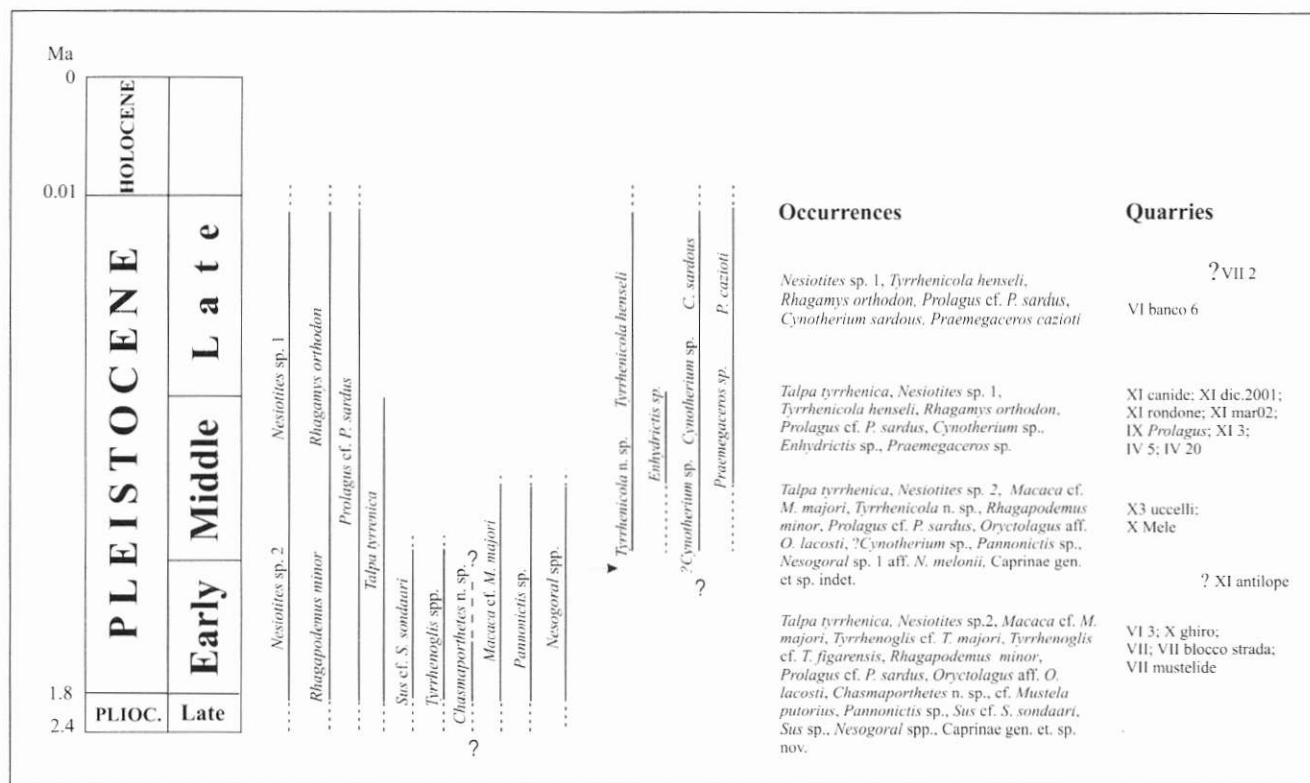 Ma
0
0.01
1.8
2.4
HOLOCENE
PLEISTOCENE
PLIOC.
Late
Middle
Early
Late
Nesiotites sp. 1
Nesiotites sp. 2
Rhagamys orthodon
Rhagapodemus minor
Prolagus cf. P. sardus
Talpa tyrrenica
Sus cf. S. sondaari
Tyrrhenoglis spp.
Chasmaporthetes n. sp.
?
?
Macaca cf. M. majori
Pannonictis sp.
Nesogoral spp.
Tyrrhenicola n. sp.
Tyrrhenicola henseli
Enhydrictis sp.
?Cynotherium sp.
Cynotherium sp.
C. sardous
?
Praemegaceros sp.
P. cazioti
Occurrences
Nesiotites sp. 1, Tyrrhenicola henseli,
Rhagamys orthodon, Prolagus cf. P. sardus,
Cynotherium sardous, Praemegaceros cazioti
Talpa tyrrhenica, Nesiotites sp. 1,
Tyrrhenicola henseli, Rhagamys orthodon,
Prolagus cf. P. sardus, Cynotherium sp.,
Enhydrictis sp., Praemegaceros sp.
Talpa tyrrhenica, Nesiotites sp. 2, Macaca cf.
M. majori, Tyrrhenicola n. sp., Rhagapodemus
minor, Prolagus cf. P. sardus, Oryctolagus aff.
O. lacosti, ?Cynotherium sp., Pannonictis sp.,
Nesogoral sp. 1 aff. N. melonii, Caprinae gen.
et sp. indet.
Talpa tyrrhenica, Nesiotites sp.2, Macaca cf. M.
majori, Tyrrhenoglis cf. T. majori, Tyrrhenoglis
cf. T. figarensis, Rhagapodemus minor,
Prolagus cf. P. sardus, Oryctolagus aff. O.
lacosti, Chasmaporthetes n. sp., cf. Mustela
putorius, Pannonictis sp., Sus cf. S. sondaari,
Sus sp., Nesogoral spp., Caprinae gen. et. sp.
nov.
Quarries
?VII 2
VI banco 6
XI canide; XI dic.2001;
XI rondone; XI mar02;
IX Prolagus; XI 3;
IV 5; IV 20
X3 uccelli;
X Mele
? XI antilope
VI 3; X ghiro;
VII; VII blocco strada;
VII mustelide